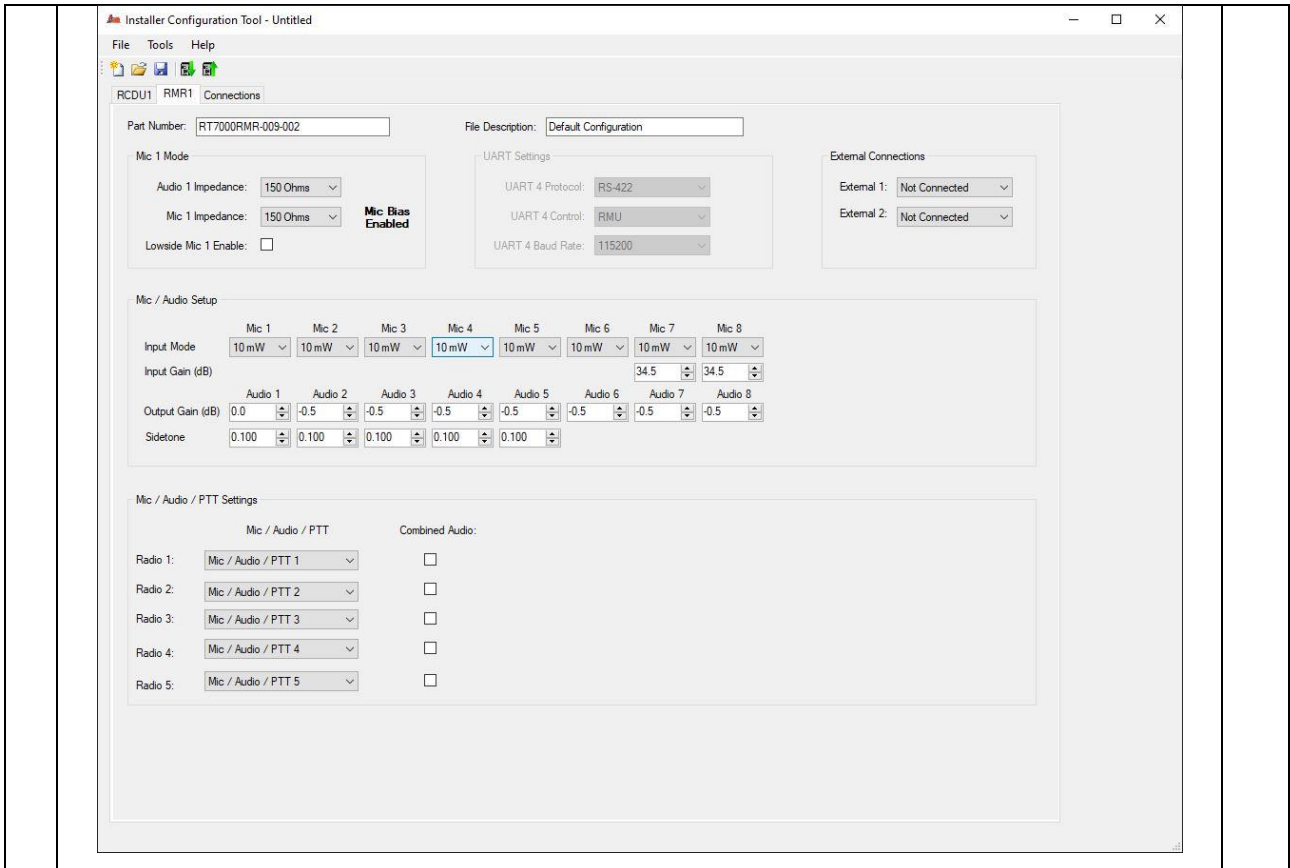 Installer Configuration Tool - Untitled
File Tools Help
RCDU1 RMR1 Connections
Part Number: RT7000RMR-009-002 File Description: Default Configuration
Mic 1 Mode UART Settings External Connections
Audio 1 Impedance: 150 Ohms UART 4 Protocol: RS-422 External 1: Not Connected
Mic 1 Impedance: 150 Ohms Mic Bias Enabled UART 4 Control: RMU External 2: Not Connected
Lowside Mic 1 Enable: UART 4 Baud Rate: 115200
Mic / Audio Setup
Mic 1 Mic 2 Mic 3 Mic 4 Mic 5 Mic 6 Mic 7 Mic 8
Input Mode 10 mW 10 mW 10 mW 10 mW 10 mW 10 mW 10 mW 10 mW
Input Gain (dB) 34.5 34.5
Audio 1 Audio 2 Audio 3 Audio 4 Audio 5 Audio 6 Audio 7 Audio 8
Output Gain (dB) 0.0 -0.5 -0.5 -0.5 -0.5 -0.5 -0.5 -0.5
Sidetone 0.100 0.100 0.100 0.100 0.100
Mic / Audio / PTT Settings
Mic / Audio / PTT Combined Audio:
Radio 1: Mic / Audio / PTT 1
Radio 2: Mic / Audio / PTT 2
Radio 3: Mic / Audio / PTT 3
Radio 4: Mic / Audio / PTT 4
Radio 5: Mic / Audio / PTT 5